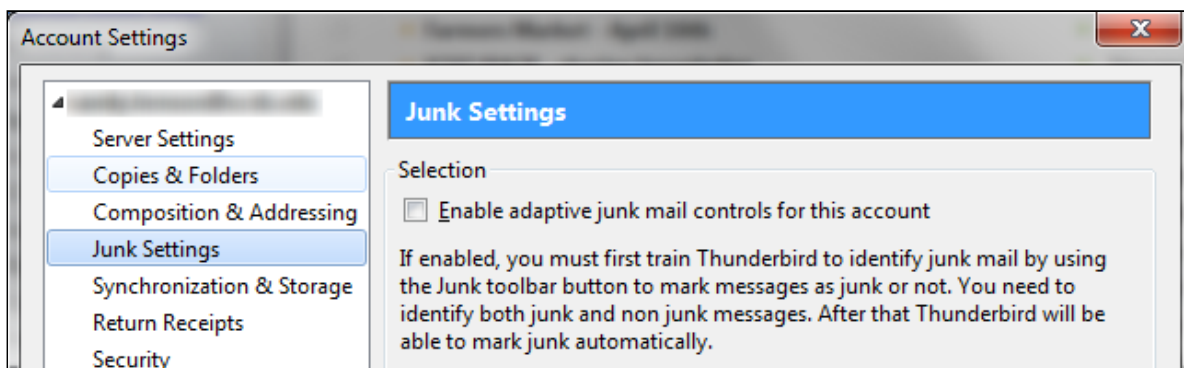 Account Settings
X
Server Settings
Copies & Folders
Composition & Addressing
Junk Settings
Synchronization & Storage
Return Receipts
Security
Junk Settings
Selection
Enable adaptive junk mail controls for this account
If enabled, you must first train Thunderbird to identify junk mail by using
the Junk toolbar button to mark messages as junk or not. You need to
identify both junk and non junk messages. After that Thunderbird will be
able to mark junk automatically.